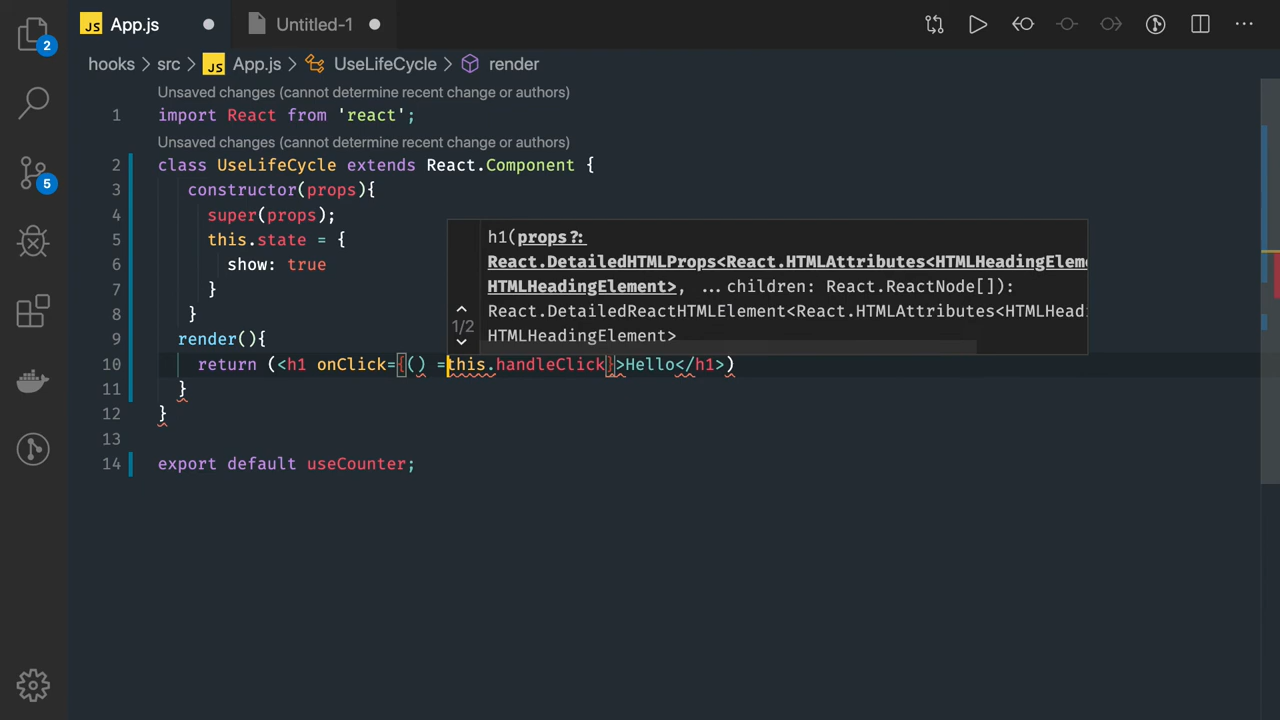 JS App.js
Untitled-1
2
hooks > src > JS App.js > UseLifeCycle > render
Unsaved changes (cannot determine recent change or authors)
1 import React from 'react';
Unsaved changes (cannot determine recent change or authors)
2 class UseLifeCycle extends React.Component {
5
3 constructor(props){
4 super(props);
5 this.state = {
6 show: true
7 }
8 }
9 render(){
h1(props?:
React.DetailedHTMLProps<React.HTMLAttributes<HTMLHeadingEleme
HTMLHeadingElement>, ...children: React.ReactNode[]):
React.DetailedReactHTMLElement<React.HTMLAttributes<HTMLHead
1/2
HTMLHeadingElement>
10 return (<h1 onClick={() =this.handleClick}>Hello</h1>)
11 }
12 }
13
14 export default useCounter;